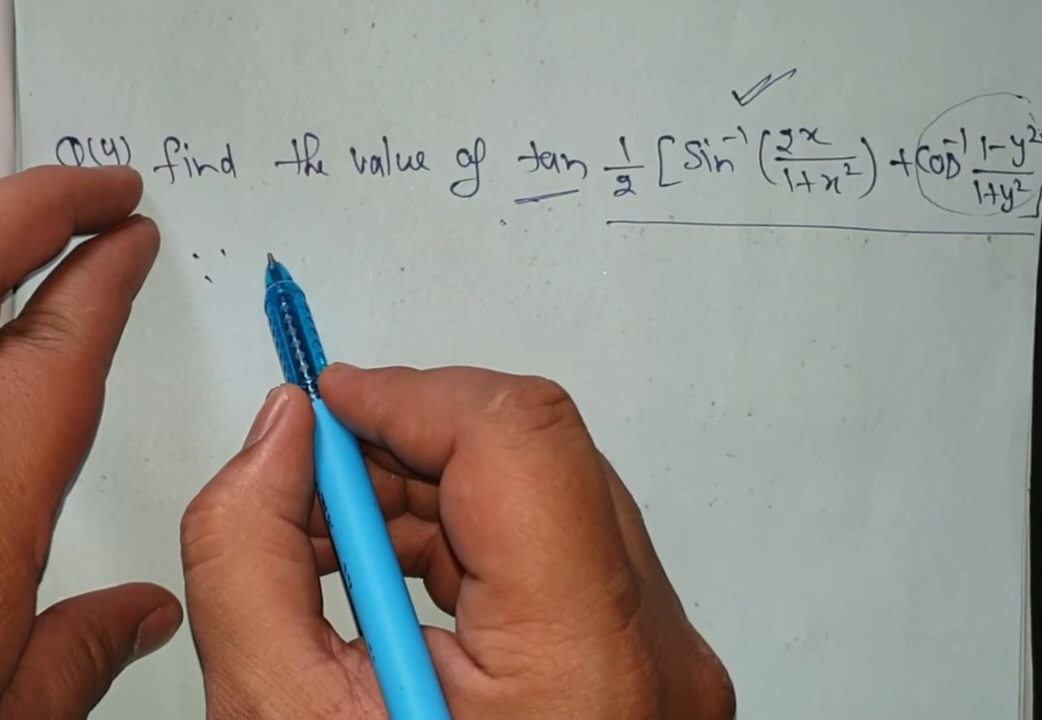 Q(4) find the value of tan 1/2 [Sin⁻¹ (2x/1+x²) + Cos⁻¹ 1-y²/1+y²]
∵